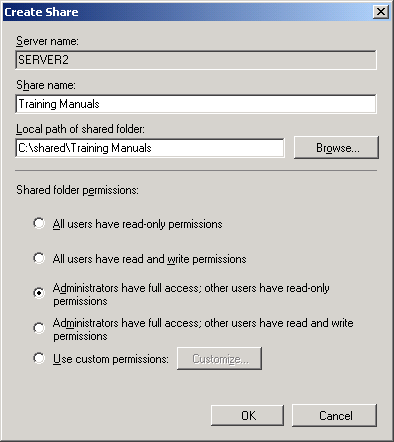 Create Share
Server name:
SERVER2
Share name:
Training Manuals
Local path of shared folder:
C:\shared\Training Manuals
Browse...
Shared folder permissions:
All users have read-only permissions
All users have read and write permissions
Administrators have full access; other users have read-only
permissions
Administrators have full access; other users have read and write
permissions
Use custom permissions:
Customize...
OK
Cancel